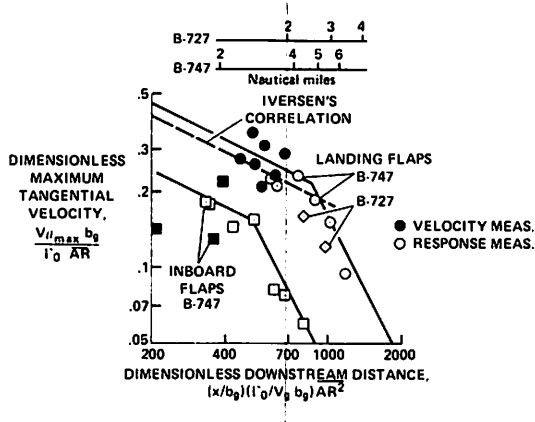 2 3 4
B-727
2 4 5 6
B-747
Nautical miles
.5
.3
.2
.1
.07
.05
IVERSEN'S
CORRELATION
LANDING FLAPS
B-747
B-727
DIMENSIONLESS
MAXIMUM
TANGENTIAL
VELOCITY,
INBOARD
FLAPS
B-747
VELOCITY MEAS.
RESPONSE MEAS.
200 400 700 1000 2000
DIMENSIONLESS DOWNSTREAM DISTANCE,